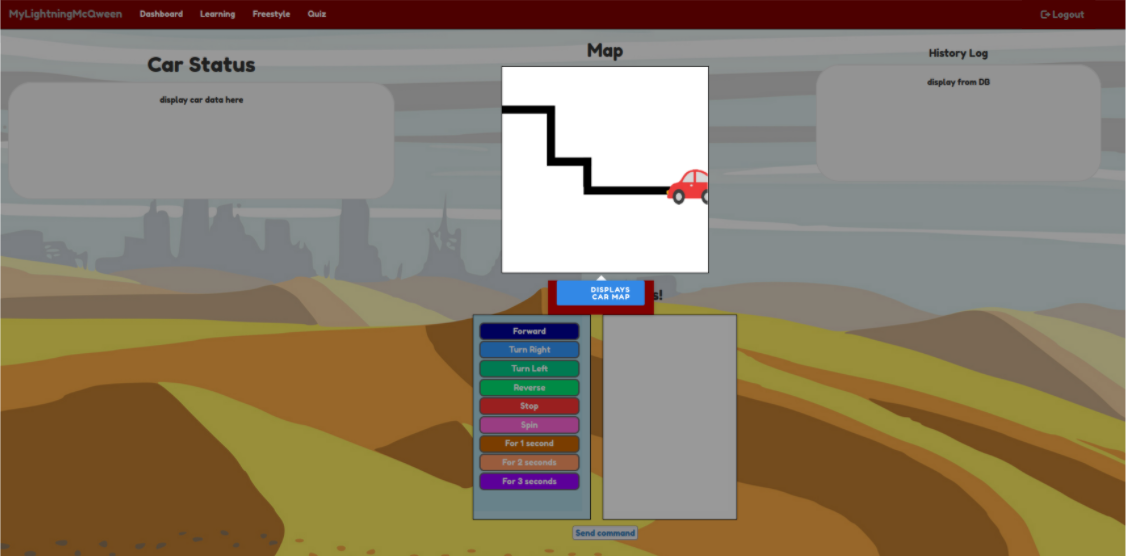 MyLightningMcQween Dashboard Learning Freestyle Quiz Logout
Car Status
display car data here
Map
History Log
display from DB
DISPLAYS
CAR MAP
s!
Forward
Turn Right
Turn Left
Reverse
Stop
Spin
For 1 second
For 2 seconds
For 3 seconds
Send command